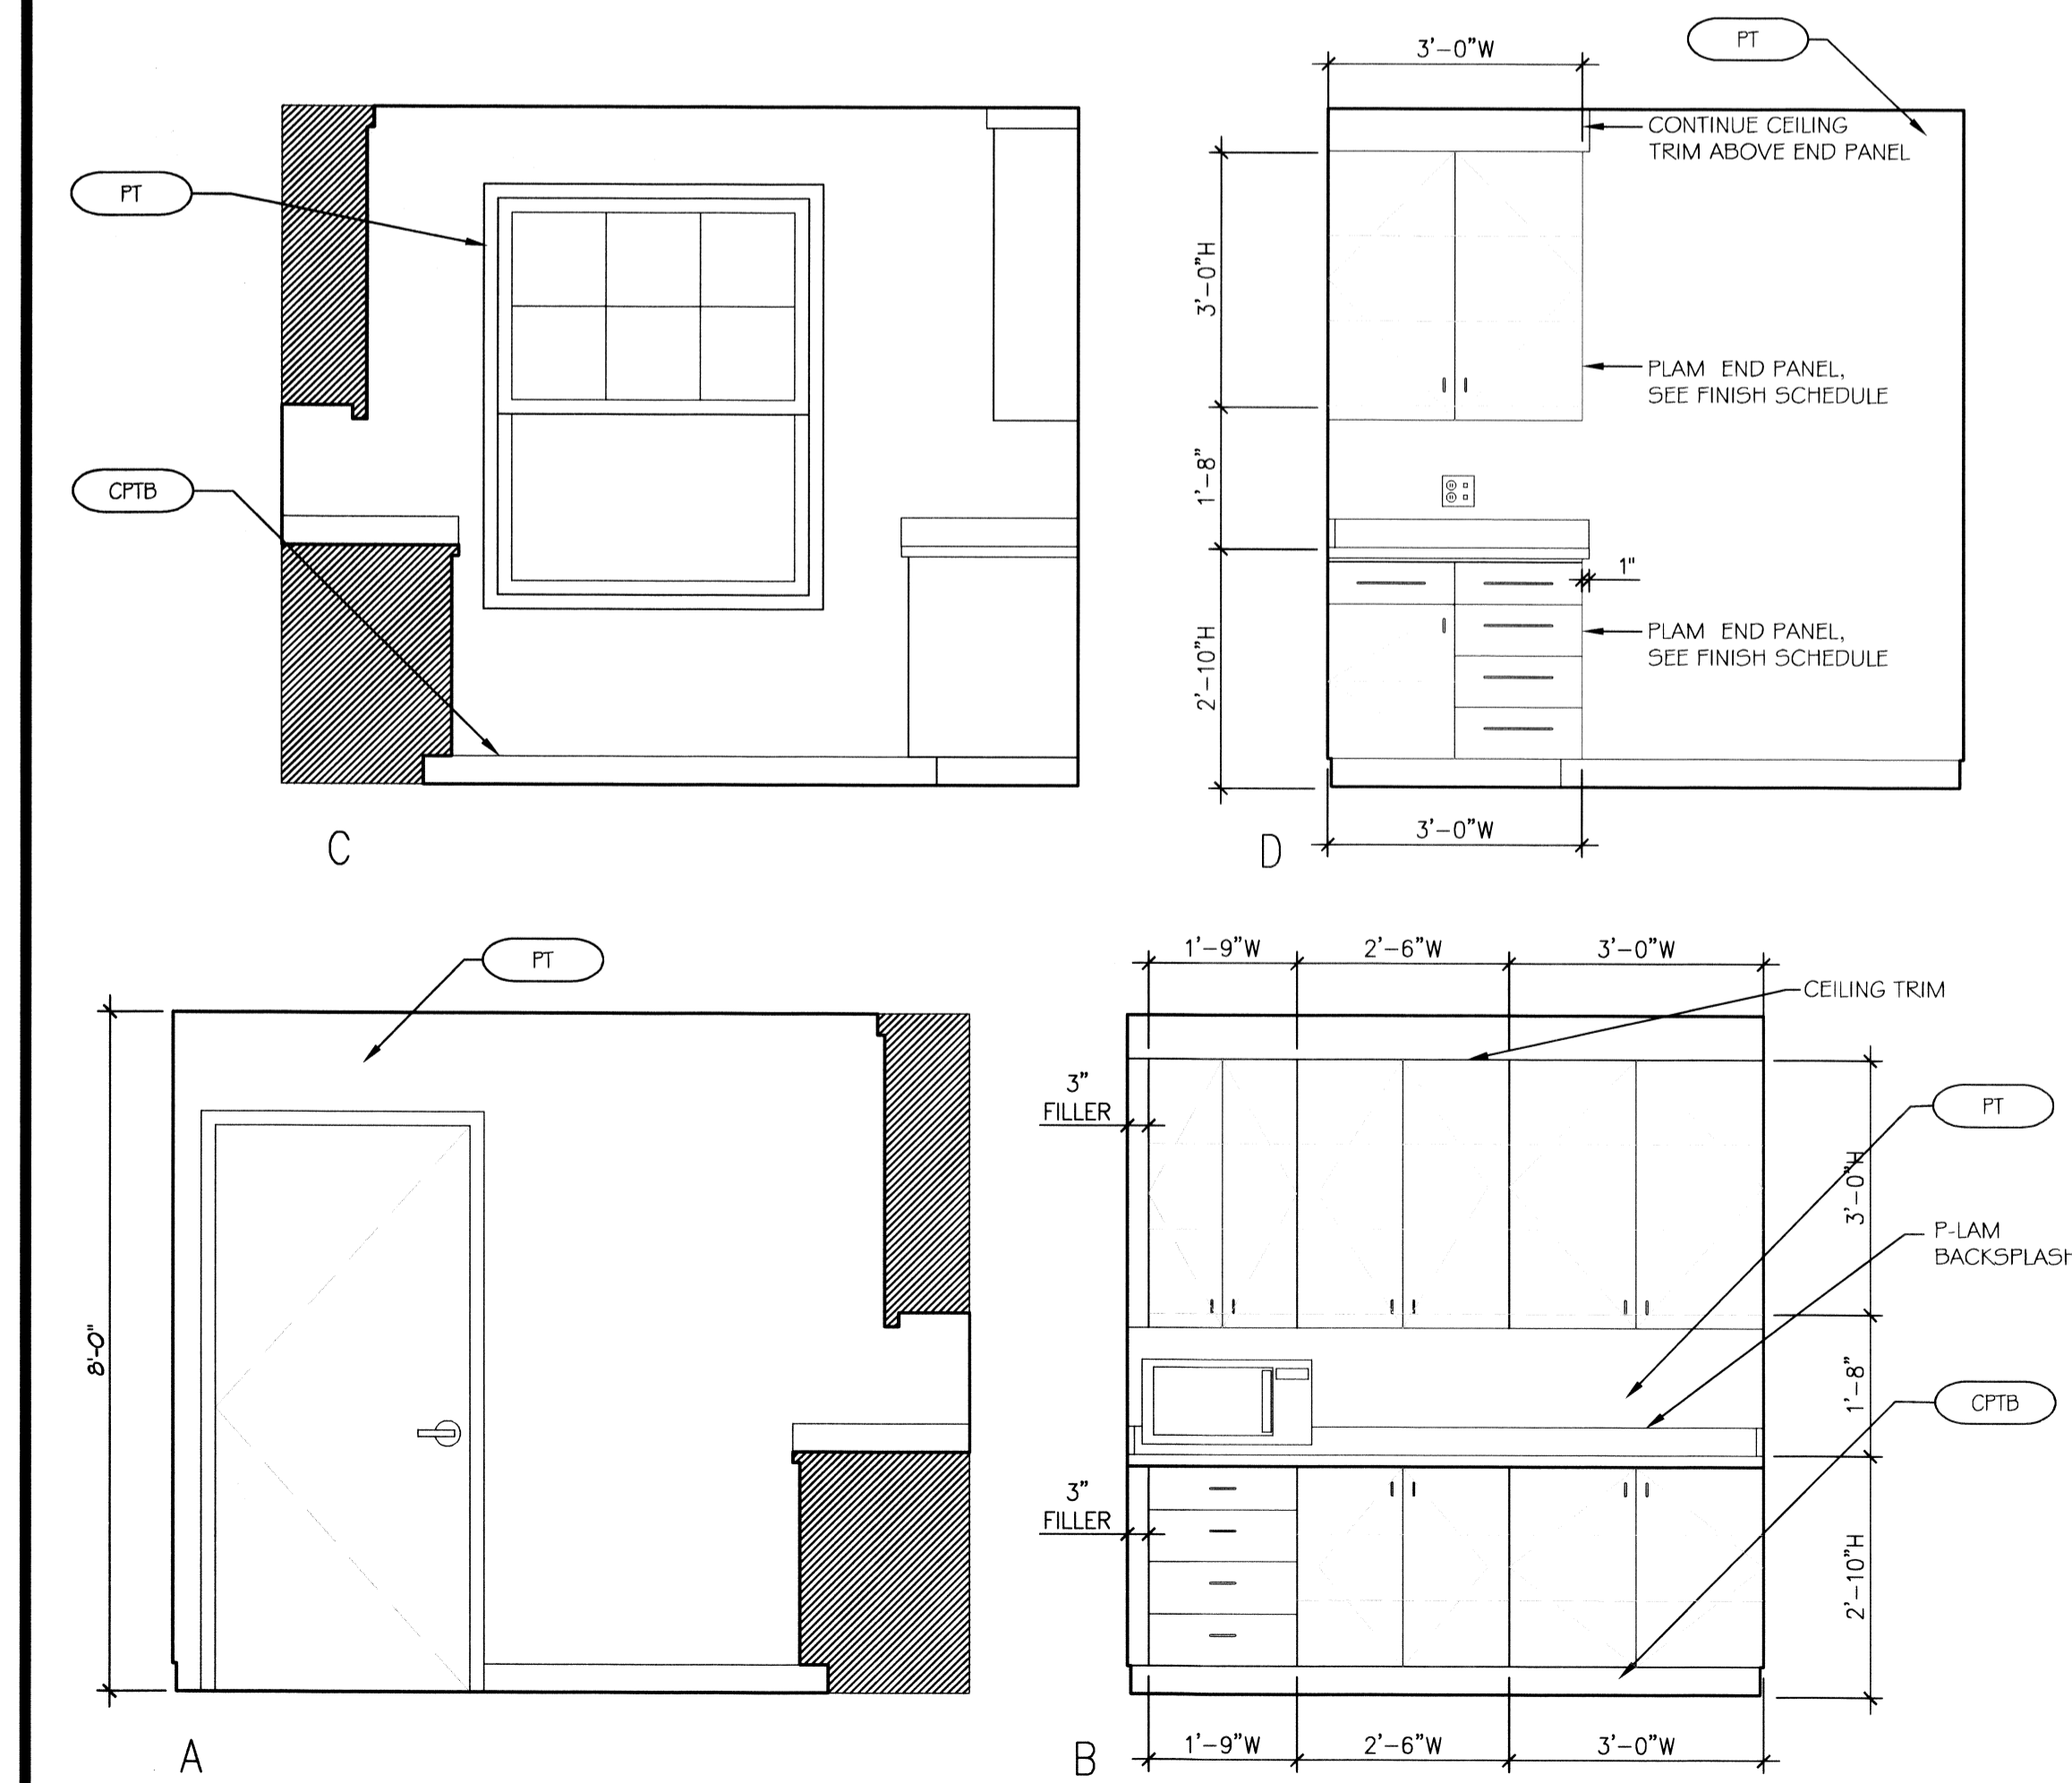 PT
CPTB
C
3'-0"W
PT
CONTINUE CEILING
TRIM ABOVE END PANEL
3'-0"H
PLAM END PANEL,
SEE FINISH SCHEDULE
1'-8"
1"
PLAM END PANEL,
SEE FINISH SCHEDULE
2'-10"H
3'-0"W
D
PT
8'-0"
A
1'-9"W
2'-6"W
3'-0"W
CEILING TRIM
3"
FILLER
PT
3'-0"H
P-LAM
BACKSPLASH
1'-8"
CPTB
3"
FILLER
2'-10"H
1'-9"W
2'-6"W
3'-0"W
B